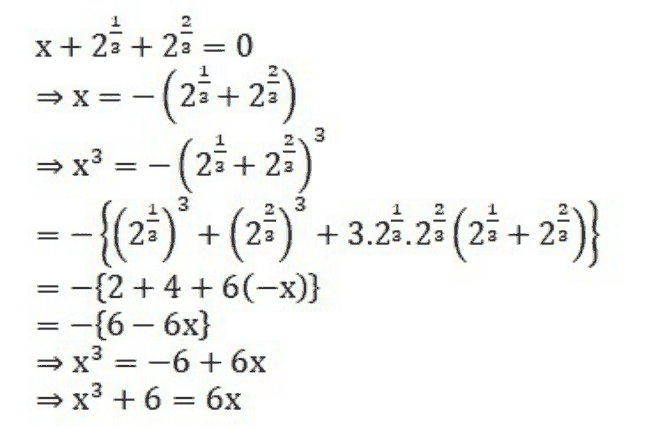 x + 2^(1/3) + 2^(2/3) = 0
⇒ x = −(2^(1/3) + 2^(2/3))
⇒ x³ = −(2^(1/3) + 2^(2/3))³
= −{(2^(1/3))³ + (2^(2/3))³ + 3.2^(1/3).2^(2/3)(2^(1/3) + 2^(2/3))}
= −{2 + 4 + 6(−x)}
= −{6 − 6x}
⇒ x³ = −6 + 6x
⇒ x³ + 6 = 6x